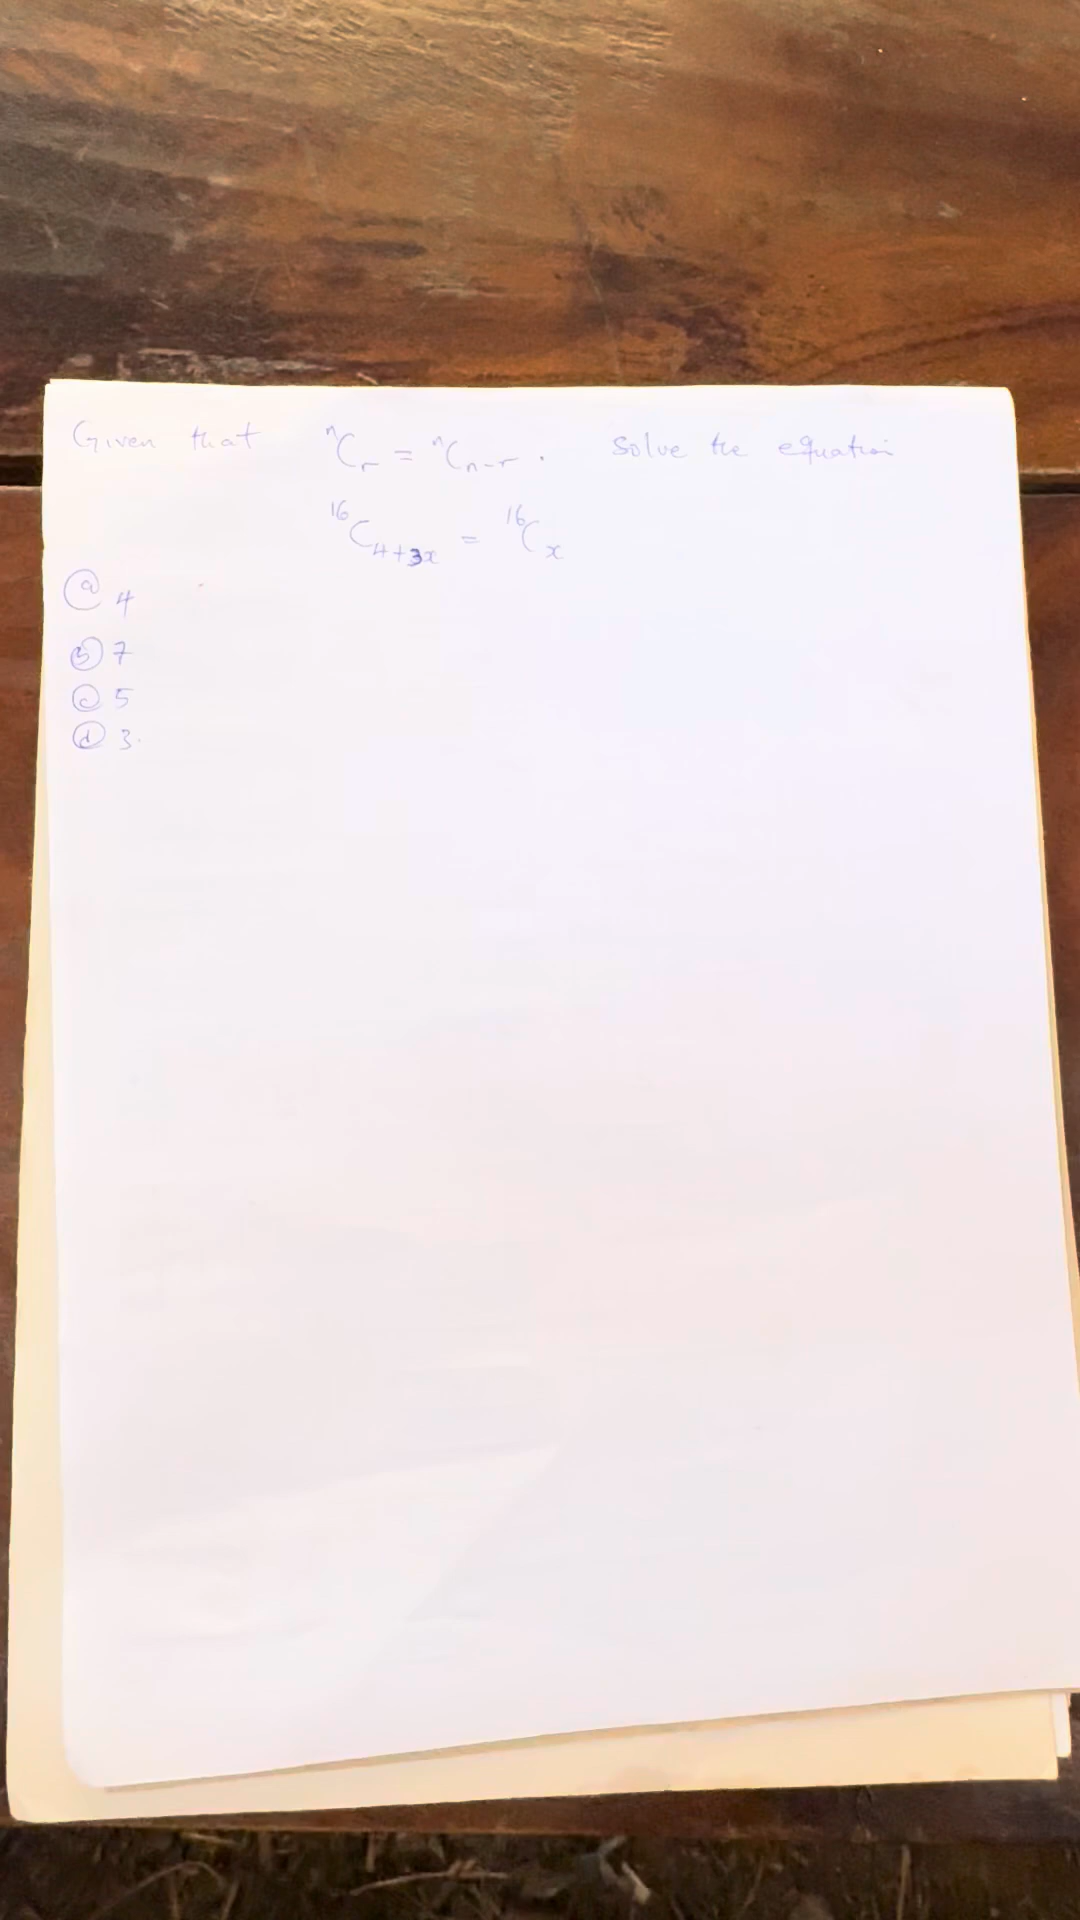 Given that ⁿCᵣ = ⁿCₙ₋ᵣ. Solve the equation
¹⁶C₄₊₃ₓ = ¹⁶Cₓ
ⓐ 4
ⓑ 7
ⓒ 5
ⓓ 3.